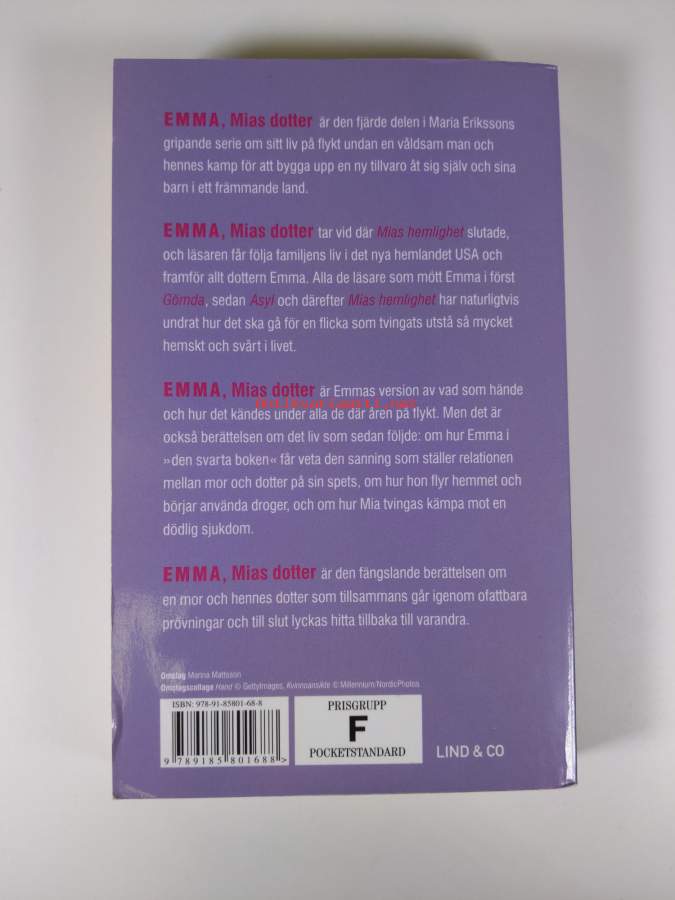 EMMA, Mias dotter är den fjärde delen i Maria Erikssons
gripande serie om sitt liv på flykt undan en våldsam man och
hennes kamp för att bygga upp en ny tillvaro åt sig själv och sina
barn i ett främmande land.
EMMA, Mias dotter tar vid där Mias hemlighet slutade,
och läsaren får följa familjens liv i det nya hemlandet USA och
framför allt dottern Emma. Alla de läsare som mött Emma i först
Gömda, sedan Asyl och därefter Mias hemlighet har naturligtvis
undrat hur det ska gå för en flicka som tvingats utstå så mycket
hemskt och svårt i livet.
EMMA, Mias dotter är Emmas version av vad som hände
och hur det kändes under alla de där åren på flykt. Men det är
också berättelsen om det liv som sedan följde: om hur Emma i
»den svarta boken« får veta den sanning som ställer relationen
mellan mor och dotter på sin spets, om hur hon flyr hemmet och
börjar använda droger, och om hur Mia tvingas kämpa mot en
dödlig sjukdom.
EMMA, Mias dotter är den fängslande berättelsen om
en mor och hennes dotter som tillsammans går igenom ofattbara
prövningar och till slut lyckas hitta tillbaka till varandra.
Omslag Marina Mattsson
Omslagscollage Hand © GettyImages, Kvinnoansikte © Millennium/NordicPhotos
ISBN: 978-91-85801-68-8
9 789185 801688 >
PRISGRUPP
F
POCKETSTANDARD
LIND & CO